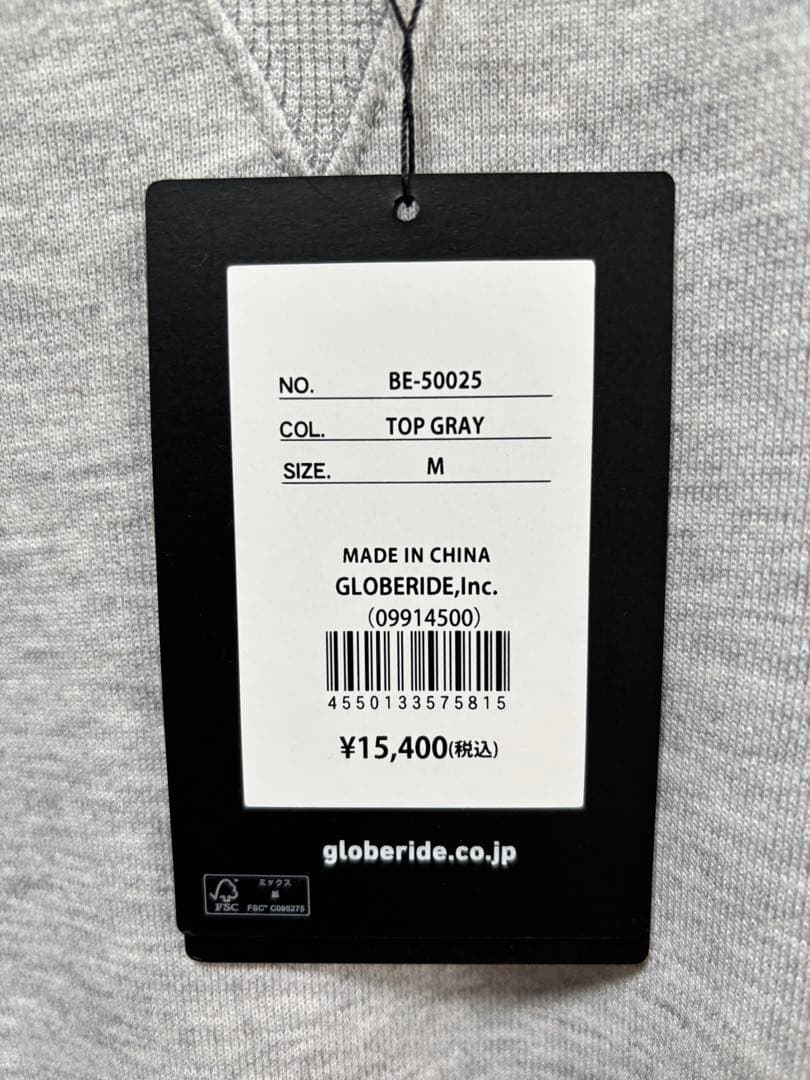 NO. BE-50025
COL. TOP GRAY
SIZE. M
MADE IN CHINA
GLOBERIDE,Inc.
(09914500)
4550133575815
¥15,400(税込)
globeride.co.jp
ミックス
紙
FSC
FSC™ C095275